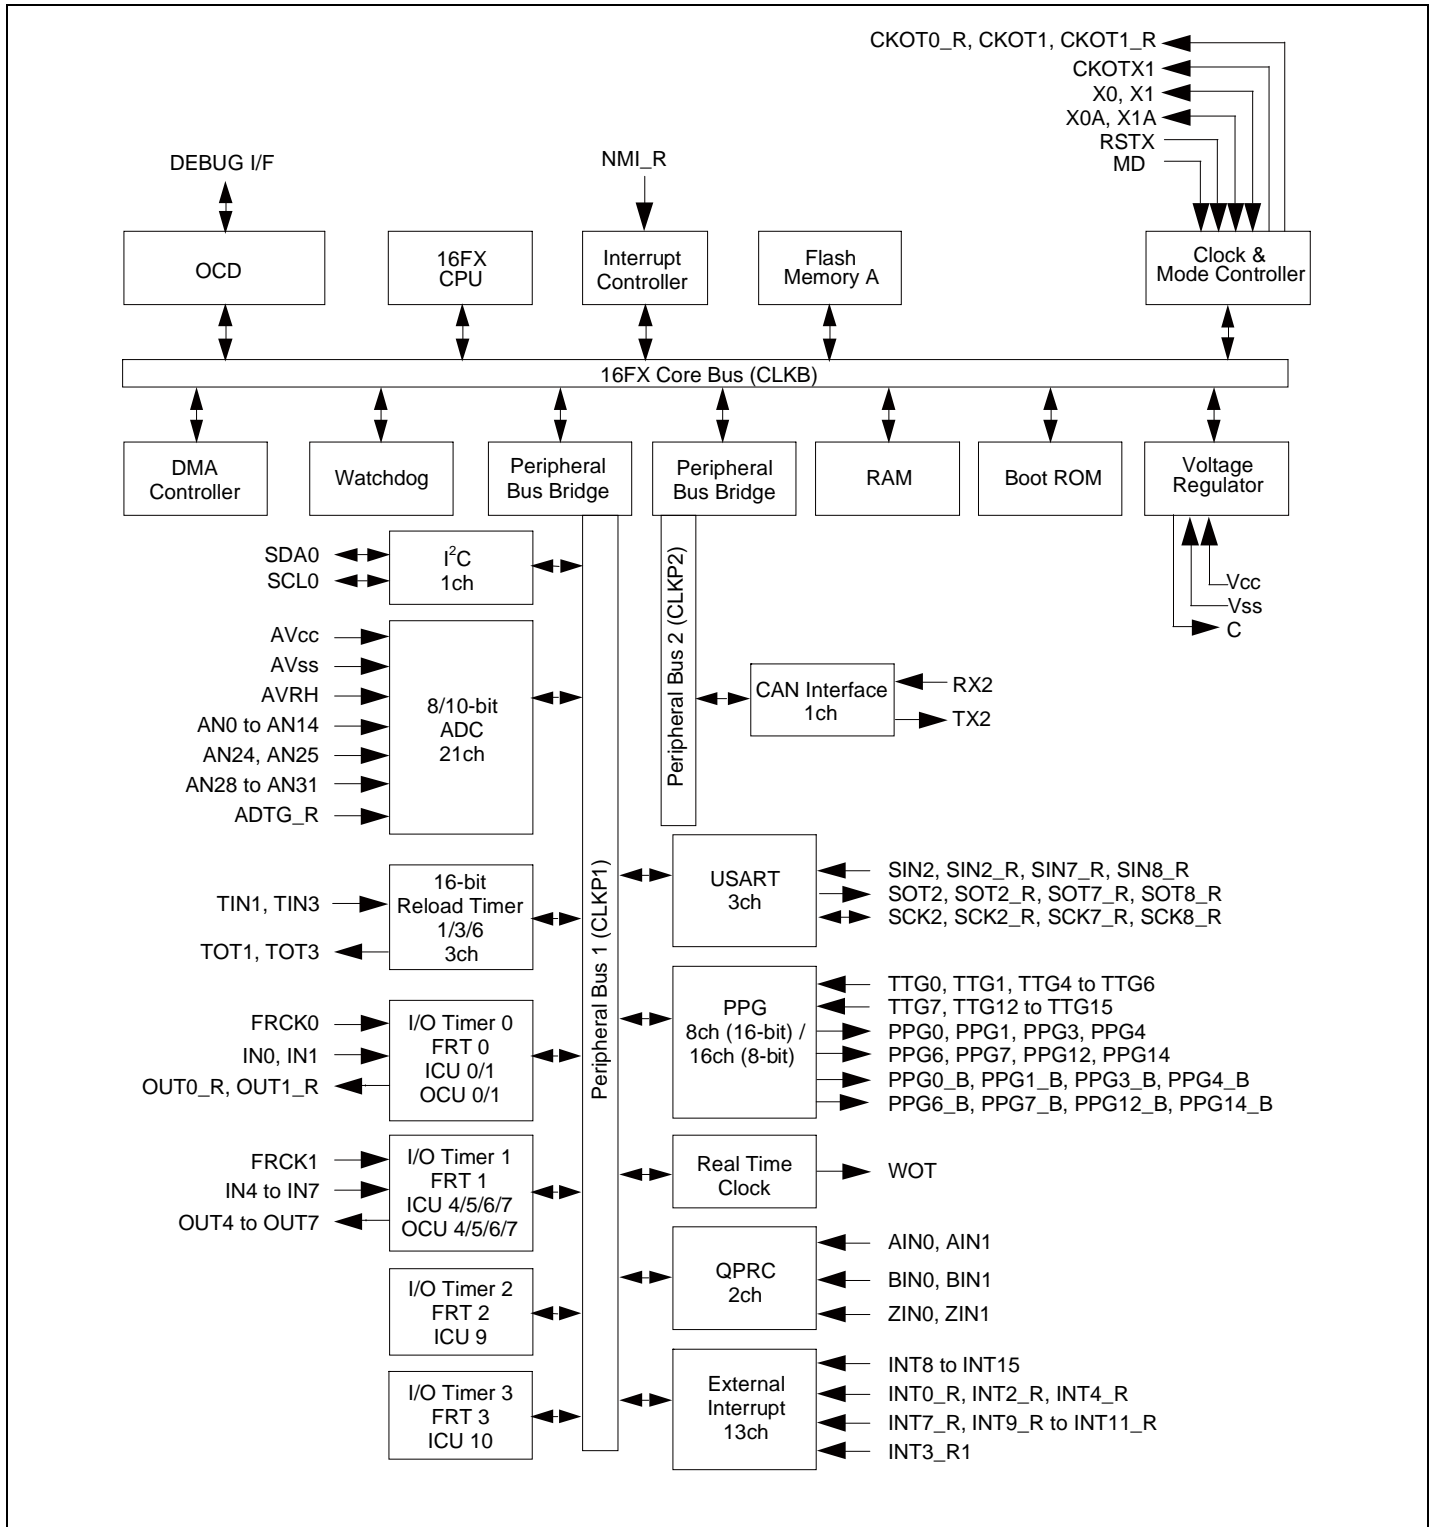 CKOT0_R, CKOT1, CKOT1_R
CKOTX1
X0, X1
X0A, X1A
RSTX
MD
DEBUG I/F
NMI_R
OCD
16FX
CPU
Interrupt
Controller
Flash
Memory A
Clock &
Mode Controller
16FX Core Bus (CLKB)
DMA
Controller
Watchdog
Peripheral
Bus Bridge
Peripheral
Bus Bridge
RAM
Boot ROM
Voltage
Regulator
Vcc
Vss
C
Peripheral Bus 1 (CLKP1)
Peripheral Bus 2 (CLKP2)
SDA0
SCL0
I²C
1ch
AVcc
AVss
AVRH
AN0 to AN14
AN24, AN25
AN28 to AN31
ADTG_R
8/10-bit
ADC
21ch
CAN Interface
1ch
RX2
TX2
TIN1, TIN3
TOT1, TOT3
16-bit
Reload Timer
1/3/6
3ch
USART
3ch
SIN2, SIN2_R, SIN7_R, SIN8_R
SOT2, SOT2_R, SOT7_R, SOT8_R
SCK2, SCK2_R, SCK7_R, SCK8_R
FRCK0
IN0, IN1
OUT0_R, OUT1_R
I/O Timer 0
FRT 0
ICU 0/1
OCU 0/1
PPG
8ch (16-bit) /
16ch (8-bit)
TTG0, TTG1, TTG4 to TTG6
TTG7, TTG12 to TTG15
PPG0, PPG1, PPG3, PPG4
PPG6, PPG7, PPG12, PPG14
PPG0_B, PPG1_B, PPG3_B, PPG4_B
PPG6_B, PPG7_B, PPG12_B, PPG14_B
FRCK1
IN4 to IN7
OUT4 to OUT7
I/O Timer 1
FRT 1
ICU 4/5/6/7
OCU 4/5/6/7
Real Time
Clock
WOT
I/O Timer 2
FRT 2
ICU 9
QPRC
2ch
AIN0, AIN1
BIN0, BIN1
ZIN0, ZIN1
I/O Timer 3
FRT 3
ICU 10
External
Interrupt
13ch
INT8 to INT15
INT0_R, INT2_R, INT4_R
INT7_R, INT9_R to INT11_R
INT3_R1